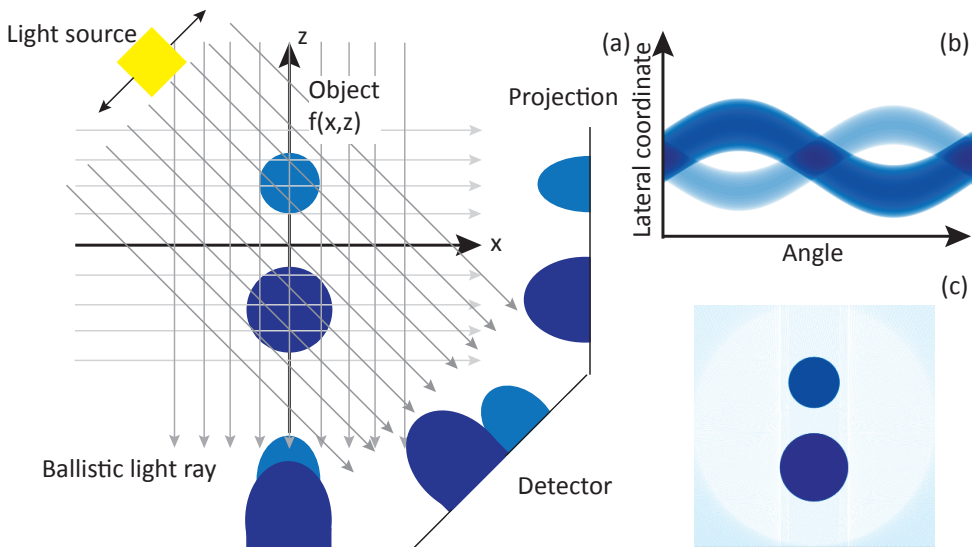 Light source
z
Object
f(x,z)
x
Ballistic light ray
(a)
Projection
Detector
(b)
Lateral coordinate
Angle
(c)